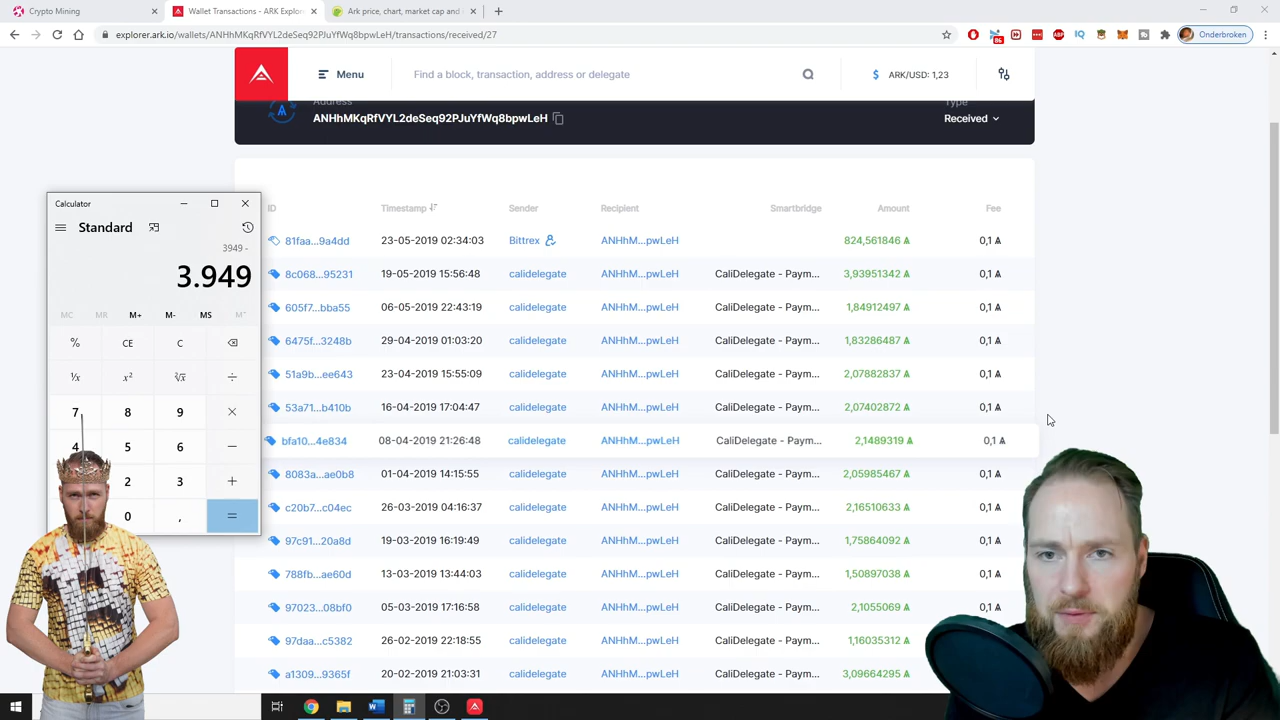 Crypto Mining
Wallet Transactions - ARK Explor
Ark price, chart, market cap and i
explorer.ark.io/wallets/ANHhMKqRfVYL2deSeq92PJuYfWq8bpwLeH/transactions/received/27
86
ABP
IQ
Onderbroken
Menu
Find a block, transaction, address or delegate
$ ARK/USD: 1,23
Address
Type
ANHhMKqRfVYL2deSeq92PJuYfWq8bpwLeH
Received
Calculator
Standard
3949 -
3.949
MC MR M+ M- MS M˅
% CE C
¹/x x² ²√x ÷
7 8 9 ×
4 5 6 −
2 3 +
0 , =
ID Timestamp Sender Recipient Smartbridge Amount Fee
81faa...9a4dd 23-05-2019 02:34:03 Bittrex ANHhM...pwLeH 824,561846 Ѧ 0,1 Ѧ
8c068...95231 19-05-2019 15:56:48 calidelegate ANHhM...pwLeH CaliDelegate - Paym... 3,93951342 Ѧ 0,1 Ѧ
605f7...bba55 06-05-2019 22:43:19 calidelegate ANHhM...pwLeH CaliDelegate - Paym... 1,84912497 Ѧ 0,1 Ѧ
6475f...3248b 29-04-2019 01:03:20 calidelegate ANHhM...pwLeH CaliDelegate - Paym... 1,83286487 Ѧ 0,1 Ѧ
51a9b...ee643 23-04-2019 15:55:09 calidelegate ANHhM...pwLeH CaliDelegate - Paym... 2,07882837 Ѧ 0,1 Ѧ
53a71...b410b 16-04-2019 17:04:47 calidelegate ANHhM...pwLeH CaliDelegate - Paym... 2,07402872 Ѧ 0,1 Ѧ
bfa10...4e834 08-04-2019 21:26:48 calidelegate ANHhM...pwLeH CaliDelegate - Paym... 2,1489319 Ѧ 0,1 Ѧ
8083a...ae0b8 01-04-2019 14:15:55 calidelegate ANHhM...pwLeH CaliDelegate - Paym... 2,05985467 Ѧ 0,1 Ѧ
c20b7...c04ec 26-03-2019 04:16:37 calidelegate ANHhM...pwLeH CaliDelegate - Paym... 2,16510633 Ѧ 0,1 Ѧ
97c91...20a8d 19-03-2019 16:19:49 calidelegate ANHhM...pwLeH CaliDelegate - Paym... 1,75864092 Ѧ 0,1 Ѧ
788fb...ae60d 13-03-2019 13:44:03 calidelegate ANHhM...pwLeH CaliDelegate - Paym... 1,50897038 Ѧ 0,1 Ѧ
97023...08bf0 05-03-2019 17:16:58 calidelegate ANHhM...pwLeH CaliDelegate - Paym... 2,1055069 Ѧ 0,1 Ѧ
97daa...c5382 26-02-2019 22:18:55 calidelegate ANHhM...pwLeH CaliDelegate - Paym... 1,16035312 Ѧ 0,1 Ѧ
a1309...9365f 20-02-2019 21:03:31 calidelegate ANHhM...pwLeH CaliDelegate - Paym... 3,09664295 Ѧ